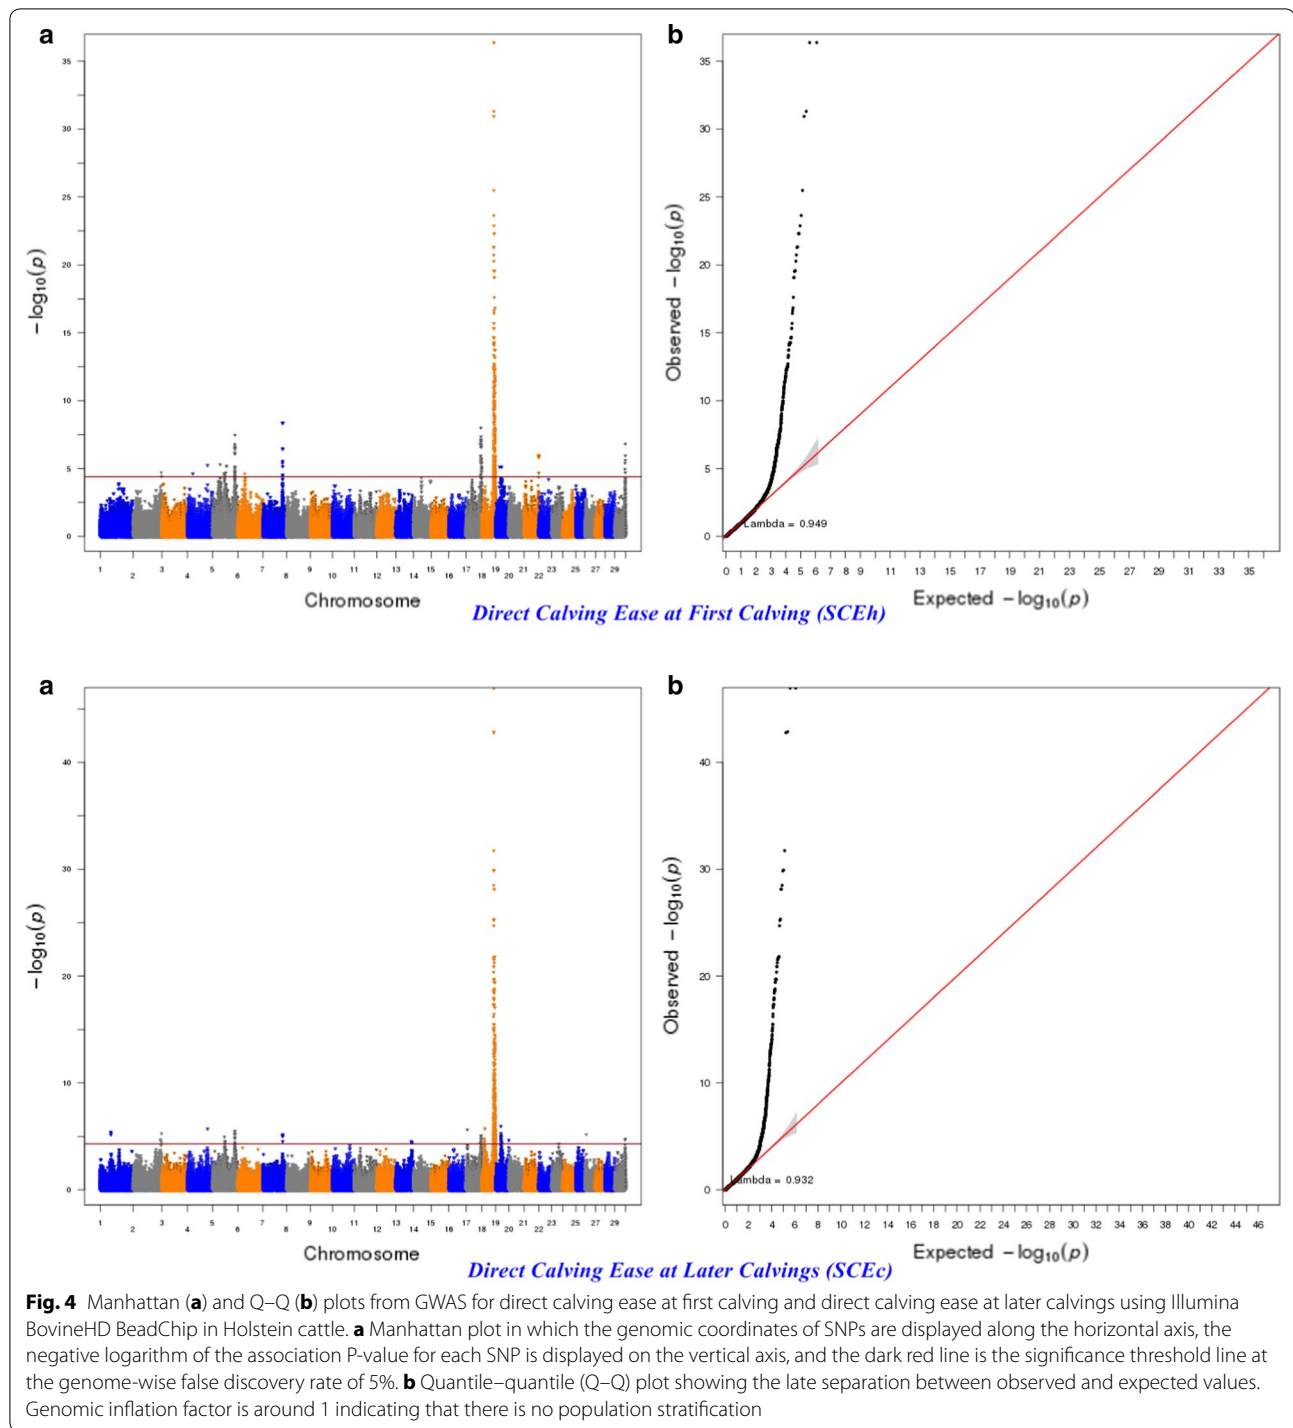 a
b
35
30
25
20
15
10
5
0
−log10(p)
1 2 3 4 5 6 7 8 9 10 11 12 13 14 15 16 17 18 19 20 21 22 23 25 27 29
Chromosome
35
30
25
20
15
10
5
0
Observed −log10(p)
Lambda = 0.949
0 1 2 3 4 5 6 7 8 9 11 13 15 17 19 21 23 25 27 29 31 33 35
Expected −log10(p)
Direct Calving Ease at First Calving (SCEh)
a
b
40
30
20
10
0
−log10(p)
1 2 3 4 5 6 7 8 9 10 11 12 13 14 15 16 17 18 19 20 21 22 23 25 27 29
Chromosome
40
30
20
10
0
Observed −log10(p)
Lambda = 0.932
0 2 4 6 8 10 12 14 16 18 20 22 24 26 28 30 32 34 36 38 40 42 44 46
Expected −log10(p)
Direct Calving Ease at Later Calvings (SCEc)
Fig. 4 Manhattan (a) and Q–Q (b) plots from GWAS for direct calving ease at first calving and direct calving ease at later calvings using Illumina
BovineHD BeadChip in Holstein cattle. a Manhattan plot in which the genomic coordinates of SNPs are displayed along the horizontal axis, the
negative logarithm of the association P-value for each SNP is displayed on the vertical axis, and the dark red line is the significance threshold line at
the genome-wise false discovery rate of 5%. b Quantile–quantile (Q–Q) plot showing the late separation between observed and expected values.
Genomic inflation factor is around 1 indicating that there is no population stratification